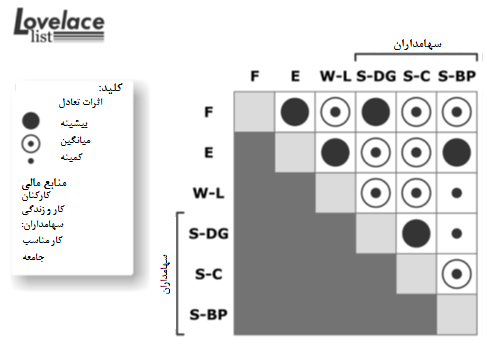 Lovelace
list
کلید:
اثرات تعادل
بیشینه
میانگین
کمینه
منابع مالی
کارکنان
کار و زندگی
سهامداران:
کار مناسب
جامعه
سهامداران
F E W-L S-DG S-C S-BP
F
E
W-L
S-DG
S-C
S-BP
سهامداران